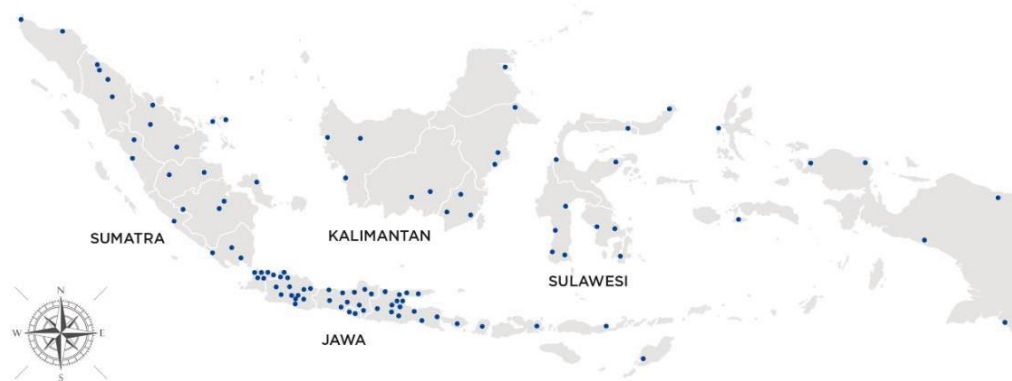 SUMATRA
KALIMANTAN
SULAWESI
JAWA
N
W E
S